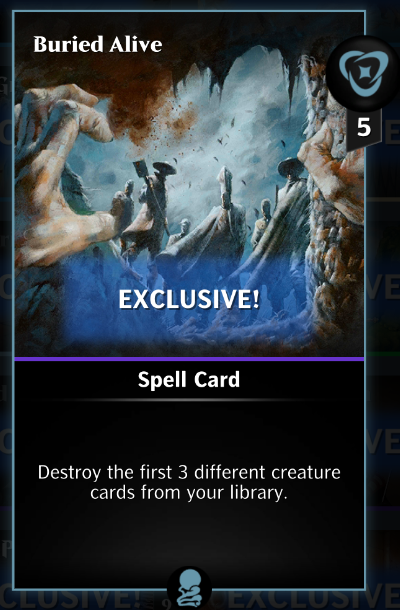 Buried Alive
5
EXCLUSIVE!
Spell Card
Destroy the first 3 different creature
cards from your library.